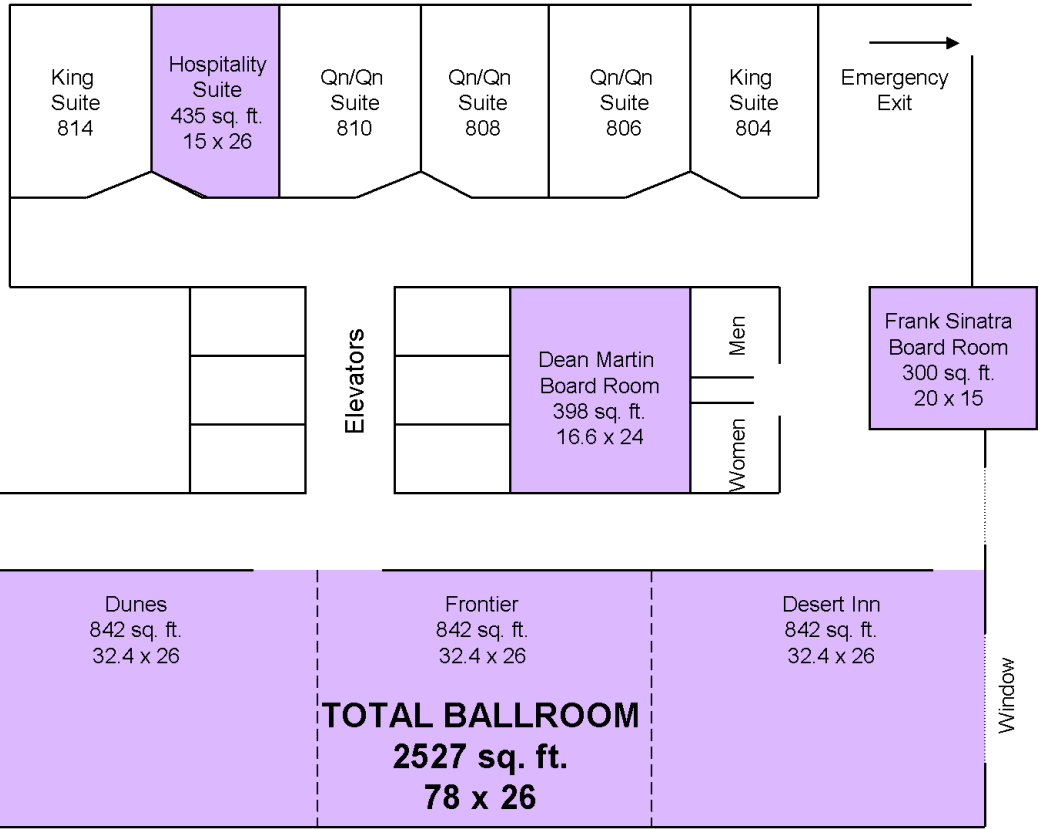 King
Suite
814
Hospitality
Suite
435 sq. ft.
15 x 26
Qn/Qn
Suite
810
Qn/Qn
Suite
808
Qn/Qn
Suite
806
King
Suite
804
Emergency
Exit
Elevators
Dean Martin
Board Room
398 sq. ft.
16.6 x 24
Men
Women
Frank Sinatra
Board Room
300 sq. ft.
20 x 15
Dunes
842 sq. ft.
32.4 x 26
Frontier
842 sq. ft.
32.4 x 26
Desert Inn
842 sq. ft.
32.4 x 26
Window
TOTAL BALLROOM
2527 sq. ft.
78 x 26